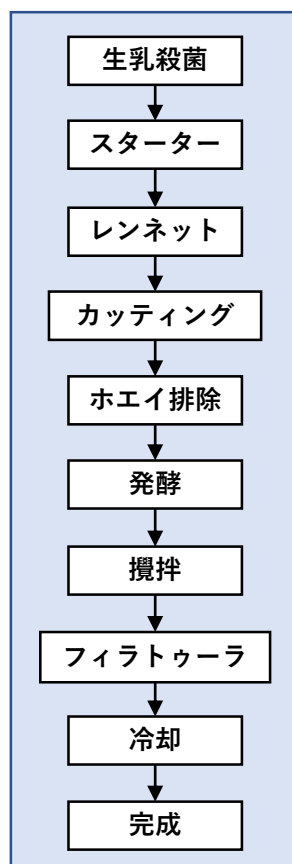 生乳殺菌
スターター
レンネット
カッティング
ホエイ排除
発酵
攪拌
フィラトゥーラ
冷却
完成